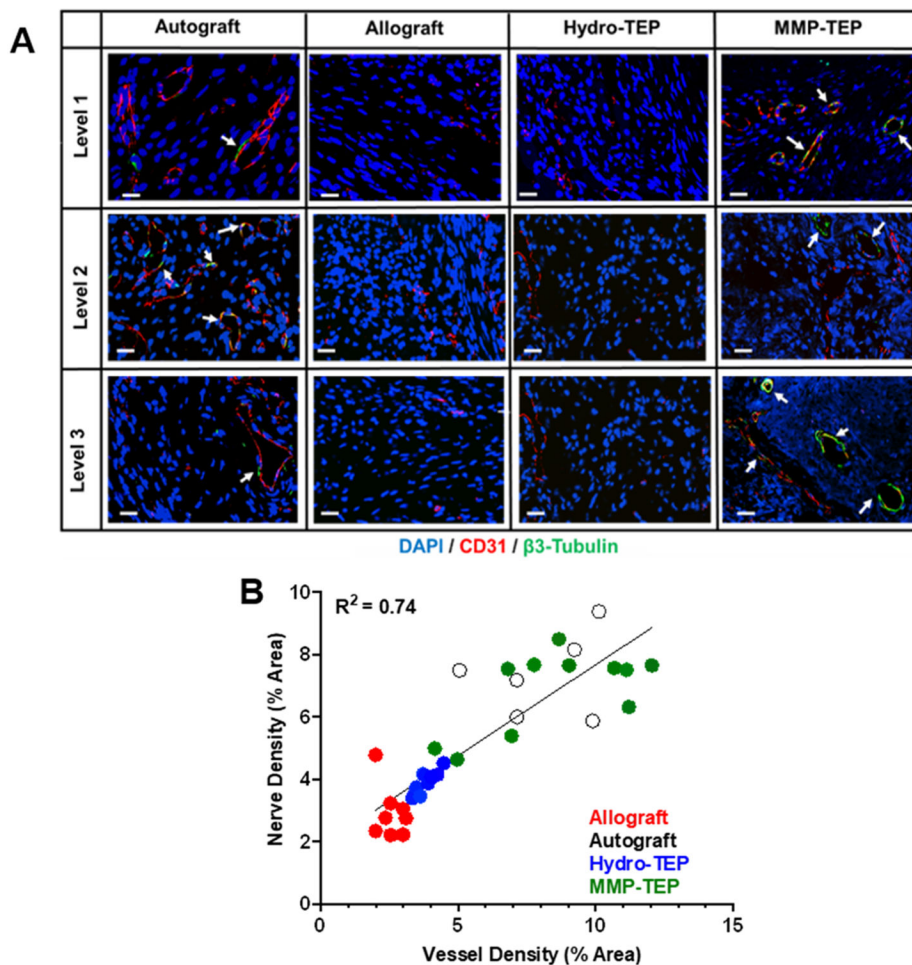 A
Autograft Allograft Hydro-TEP MMP-TEP
Level 1
Level 2
Level 3
DAPI / CD31 / β3-Tubulin
B
R² = 0.74
10
8
6
4
2
0
Nerve Density (% Area)
Allograft
Autograft
Hydro-TEP
MMP-TEP
0 5 10 15
Vessel Density (% Area)